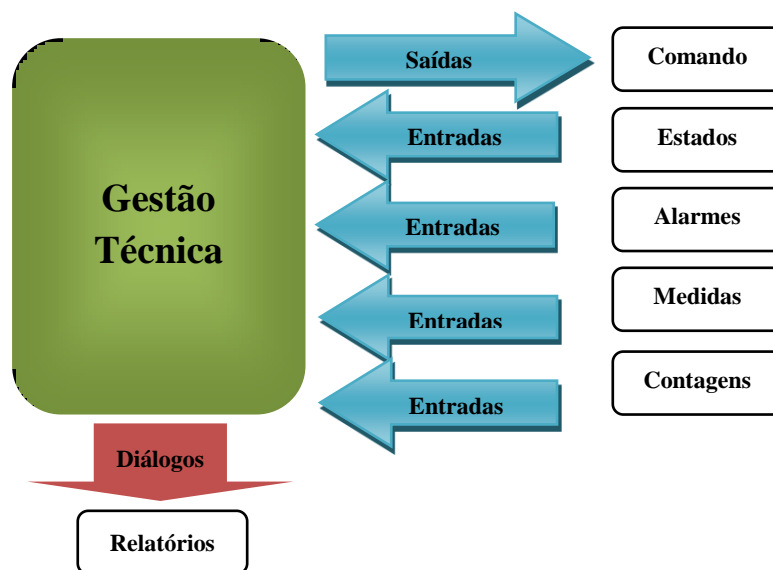 Saídas
Comando
Entradas
Estados
Gestão
Técnica
Entradas
Alarmes
Entradas
Medidas
Entradas
Contagens
Diálogos
Relatórios